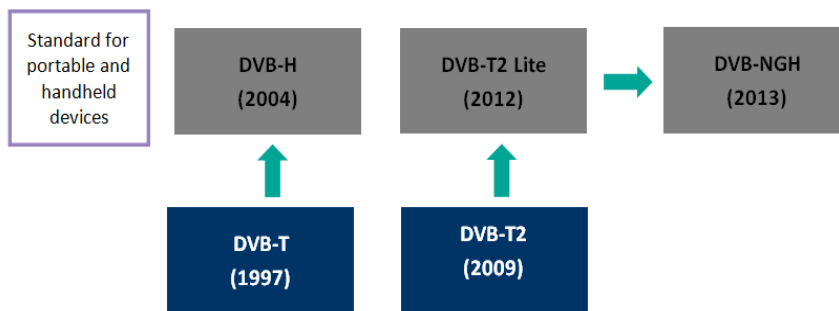 Standard for
portable and
handheld
devices
DVB-H
(2004)
DVB-T2 Lite
(2012)
DVB-NGH
(2013)
DVB-T
(1997)
DVB-T2
(2009)